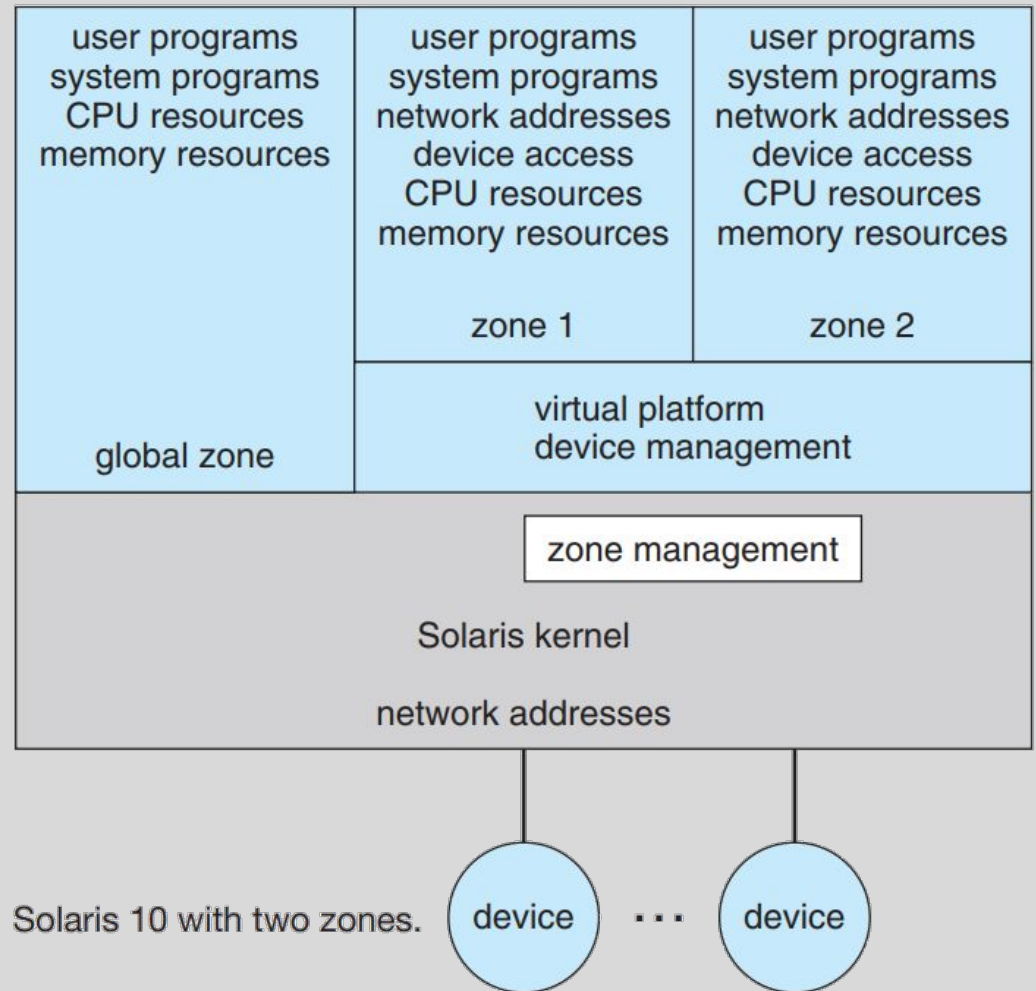 user programs
system programs
CPU resources
memory resources
global zone
user programs
system programs
network addresses
device access
CPU resources
memory resources
zone 1
user programs
system programs
network addresses
device access
CPU resources
memory resources
zone 2
virtual platform
device management
zone management
Solaris kernel
network addresses
Solaris 10 with two zones.
device
...
device